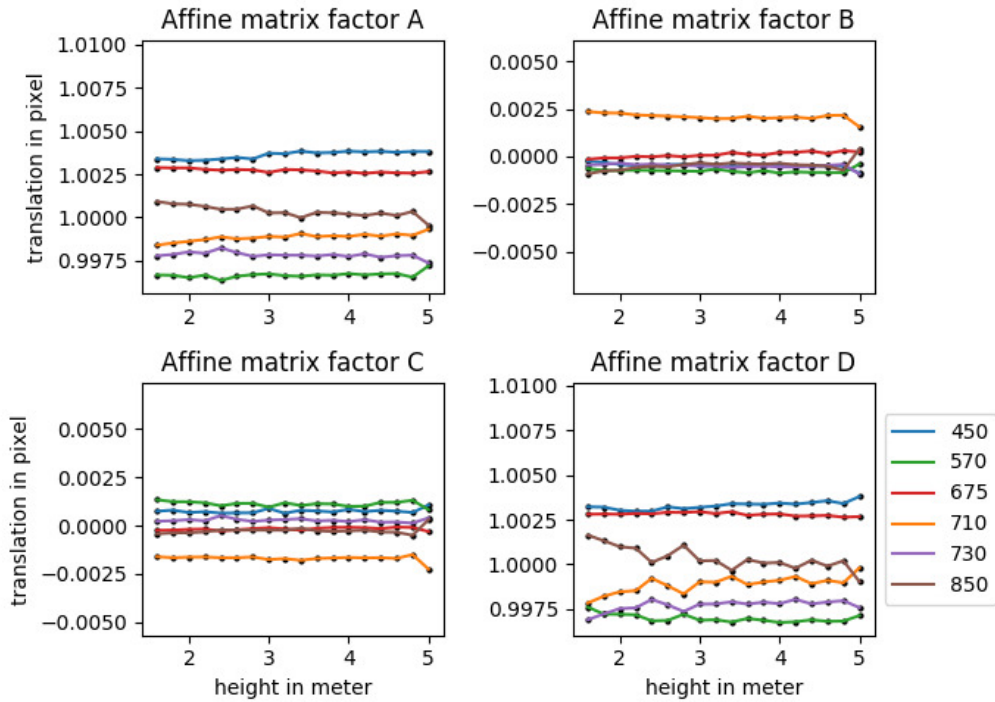 Affine matrix factor A
translation in pixel
1.0100
1.0075
1.0050
1.0025
1.0000
0.9975
2 3 4 5
Affine matrix factor B
0.0050
0.0025
0.0000
−0.0025
−0.0050
2 3 4 5
Affine matrix factor C
translation in pixel
0.0050
0.0025
0.0000
−0.0025
−0.0050
2 3 4 5
height in meter
Affine matrix factor D
1.0100
1.0075
1.0050
1.0025
1.0000
0.9975
2 3 4 5
height in meter
450
570
675
710
730
850